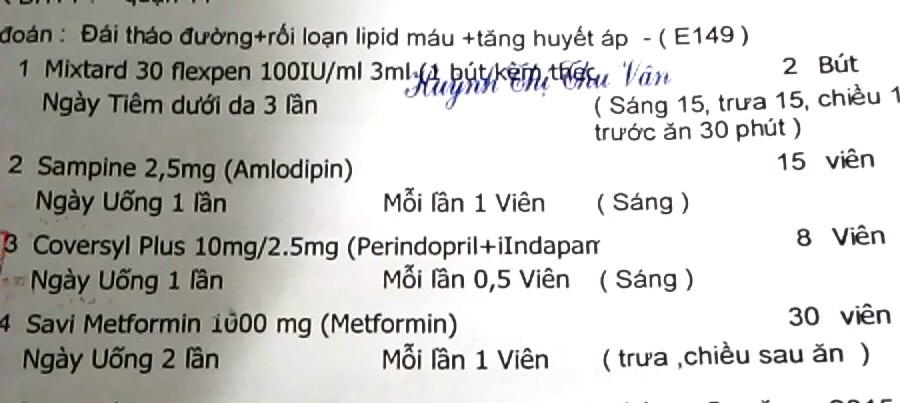 đoán : Đái tháo đường+rối loạn lipid máu +tăng huyết áp - ( E149 )
1 Mixtard 30 flexpen 100IU/ml 3ml (1 bút/kèm 2 Bút
Huỳnh Thị Thu Vân
Ngày Tiêm dưới da 3 lần ( Sáng 15, trưa 15, chiều 1
trước ăn 30 phút )
2 Sampine 2,5mg (Amlodipin) 15 viên
Ngày Uống 1 lần Mỗi lần 1 Viên ( Sáng )
3 Coversyl Plus 10mg/2.5mg (Perindopril+iIndapam 8 Viên
Ngày Uống 1 lần Mỗi lần 0,5 Viên ( Sáng )
4 Savi Metformin 1000 mg (Metformin) 30 viên
Ngày Uống 2 lần Mỗi lần 1 Viên ( trưa ,chiều sau ăn )